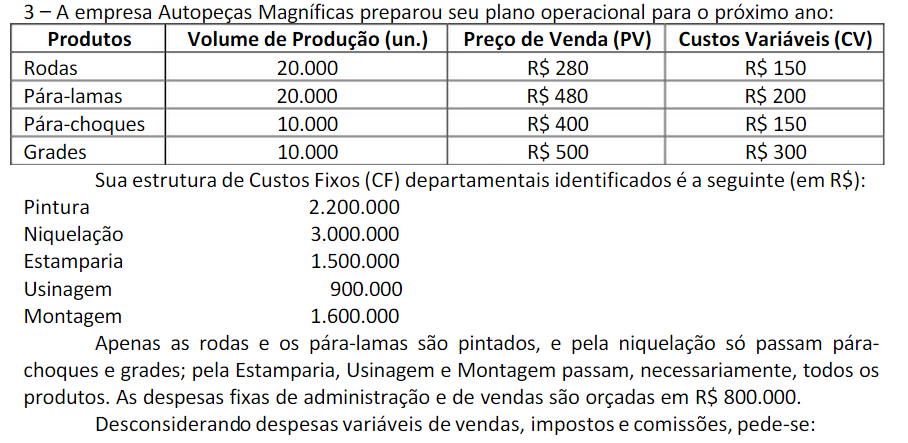 3 – A empresa Autopeças Magníficas preparou seu plano operacional para o próximo ano:
Produtos Volume de Produção (un.) Preço de Venda (PV) Custos Variáveis (CV)
Rodas 20.000 R$ 280 R$ 150
Pára-lamas 20.000 R$ 480 R$ 200
Pára-choques 10.000 R$ 400 R$ 150
Grades 10.000 R$ 500 R$ 300
Sua estrutura de Custos Fixos (CF) departamentais identificados é a seguinte (em R$):
Pintura 2.200.000
Niquelação 3.000.000
Estamparia 1.500.000
Usinagem 900.000
Montagem 1.600.000
Apenas as rodas e os pára-lamas são pintados, e pela niquelação só passam pára-
choques e grades; pela Estamparia, Usinagem e Montagem passam, necessariamente, todos os
produtos. As despesas fixas de administração e de vendas são orçadas em R$ 800.000.
Desconsiderando despesas variáveis de vendas, impostos e comissões, pede-se: